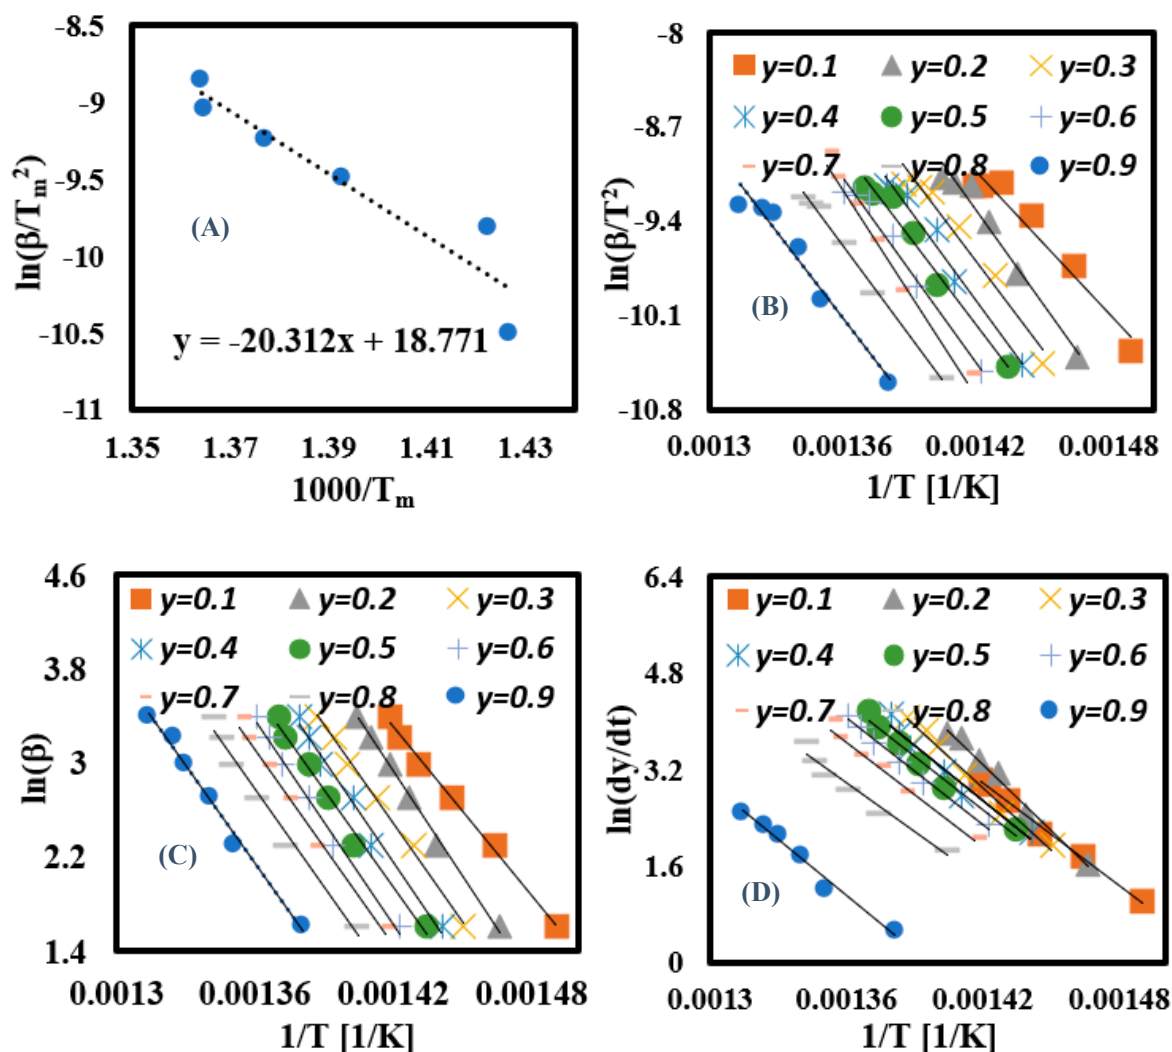 -8.5
-9
-9.5
-10
-10.5
-11
ln(β/Tm²)
(A)
y = -20.312x + 18.771
1.35 1.37 1.39 1.41 1.43
1000/Tm
-8
-8.7
-9.4
-10.1
-10.8
ln(β/T²)
y=0.1 y=0.2 y=0.3
y=0.4 y=0.5 y=0.6
y=0.7 y=0.8 y=0.9
(B)
0.0013 0.00136 0.00142 0.00148
1/T [1/K]
4.6
3.8
3
2.2
1.4
ln(β)
y=0.1 y=0.2 y=0.3
y=0.4 y=0.5 y=0.6
y=0.7 y=0.8 y=0.9
(C)
0.0013 0.00136 0.00142 0.00148
1/T [1/K]
6.4
4.8
3.2
1.6
0
ln(dy/dt)
y=0.1 y=0.2 y=0.3
y=0.4 y=0.5 y=0.6
y=0.7 y=0.8 y=0.9
(D)
0.0013 0.00136 0.00142 0.00148
1/T [1/K]